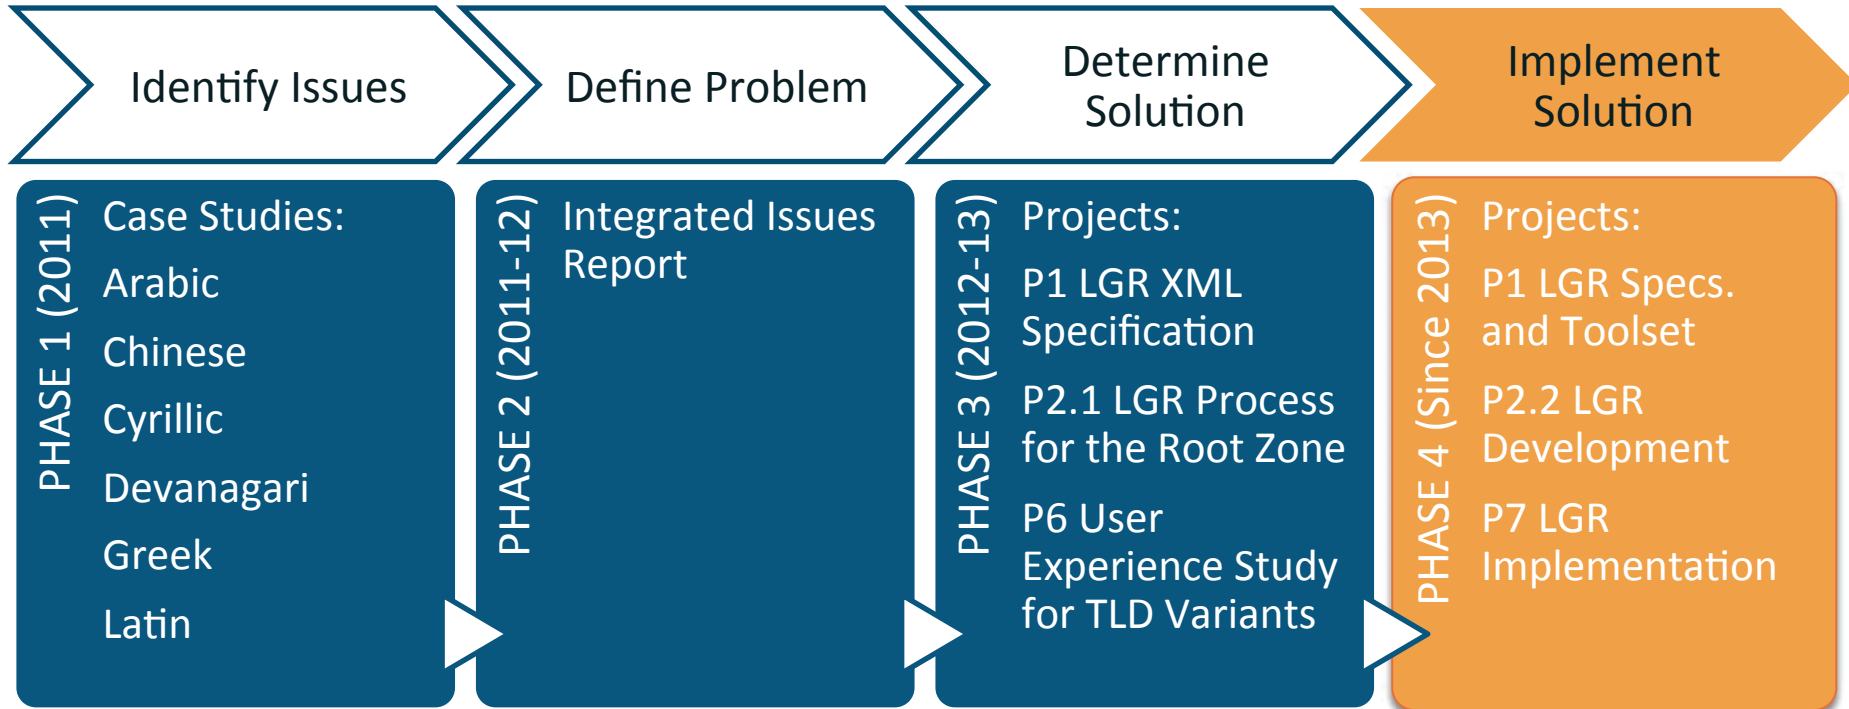 Identify Issues
Define Problem
Determine
Solution
Implement
Solution
PHASE 1 (2011)
Case Studies:
Arabic
Chinese
Cyrillic
Devanagari
Greek
Latin
PHASE 2 (2011-12)
Integrated Issues
Report
PHASE 3 (2012-13)
Projects:
P1 LGR XML
Specification
P2.1 LGR Process
for the Root Zone
P6 User
Experience Study
for TLD Variants
PHASE 4 (Since 2013)
Projects:
P1 LGR Specs.
and Toolset
P2.2 LGR
Development
P7 LGR
Implementation